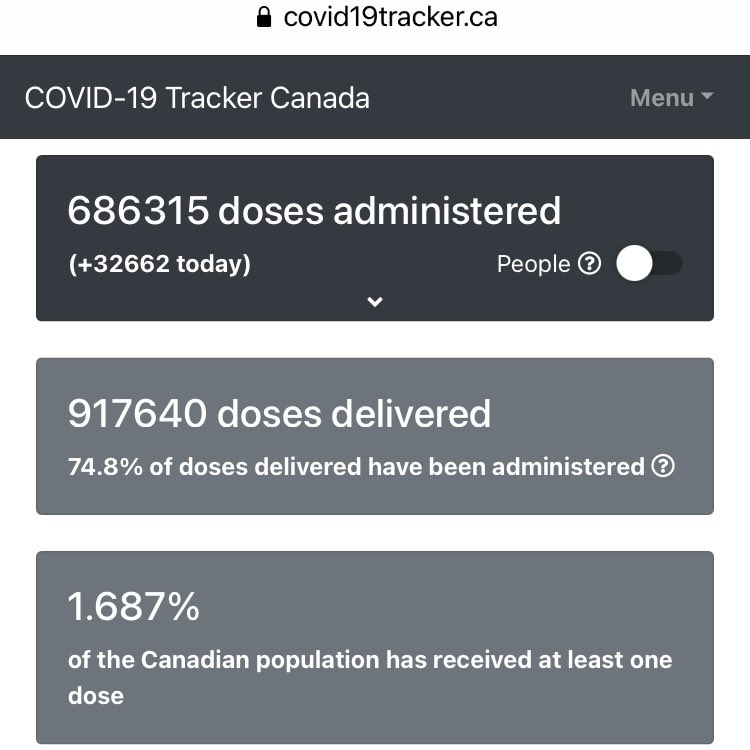 covid19tracker.ca
COVID-19 Tracker Canada Menu
686315 doses administered
(+32662 today) People ?
917640 doses delivered
74.8% of doses delivered have been administered ?
1.687%
of the Canadian population has received at least one
dose